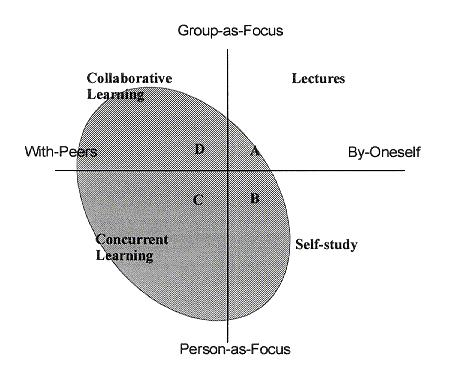 Group-as-Focus
Collaborative
Learning
Lectures
With-Peers
D
A
By-Oneself
C
B
Concurrent
Learning
Self-study
Person-as-Focus